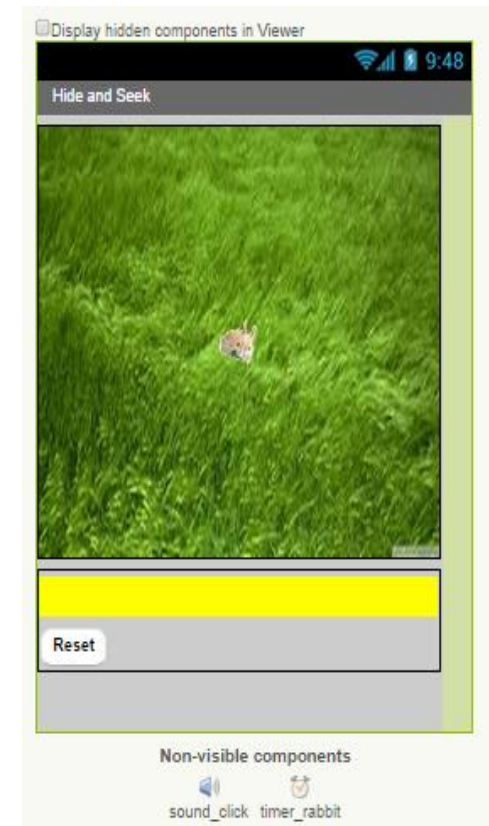 Display hidden components in Viewer
9:48
Hide and Seek
Reset
Non-visible components
sound_click timer_rabbit